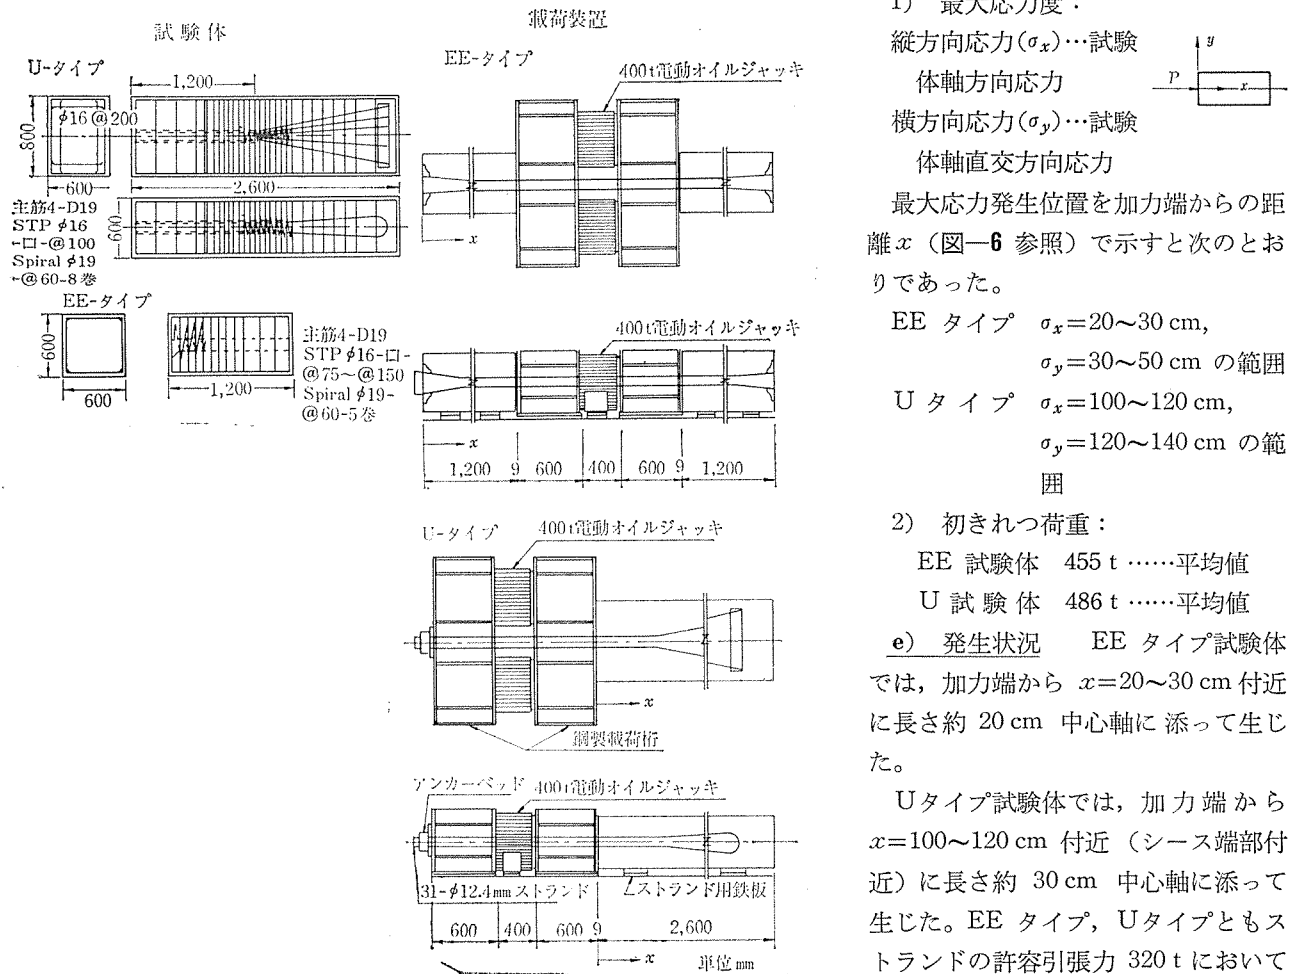 試験体
U-タイプ
1,200
φ16@200
800
600
2,600
主筋4-D19
STP φ16
-口-@100
Spiral φ19
-@60-8巻
600
EE-タイプ
600
600
1,200
主筋4-D19
STP φ16-口-
@75～@150
Spiral φ19-
@60-5巻
載荷装置
EE-タイプ
400t電動オイルジャッキ
x
400t電動オイルジャッキ
x
1,200 9 600 400 600 9 1,200
U-タイプ
400t電動オイルジャッキ
x
鋼製載荷桁
アンカーベッド 400t電動オイルジャッキ
31-φ12.4mmストランド
ストランド用鉄板
600 400 600 9 2,600
x
単位mm
1) 最大応力度：
縦方向応力(σx)…試験
体軸方向応力
横方向応力(σy)…試験
体軸直交方向応力
y
P
x
最大応力発生位置を加力端からの距
離x（図―6 参照）で示すと次のとお
りであった。
EE タイプ σx=20～30 cm,
σy=30～50 cm の範囲
U タイプ σx=100～120 cm,
σy=120～140 cm の範
囲
2) 初きれつ荷重：
EE 試験体 455 t ……平均値
U 試験体 486 t ……平均値
e) 発生状況 EE タイプ試験体
では，加力端から x=20～30 cm 付近
に長さ約 20 cm 中心軸に添って生じ
た。
Uタイプ試験体では，加力端から
x=100～120 cm 付近（シース端部付
近）に長さ約 30 cm 中心軸に添って
生じた。EE タイプ，Uタイプともス
トランドの許容引張力 320 t において